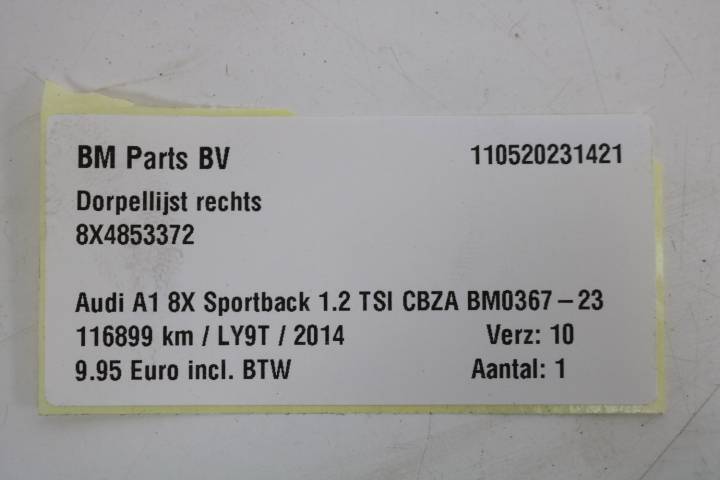 BM Parts BV 110520231421
Dorpellijst rechts
8X4853372
Audi A1 8X Sportback 1.2 TSI CBZA BM0367-23
116899 km / LY9T / 2014 Verz: 10
9.95 Euro incl. BTW Aantal: 1